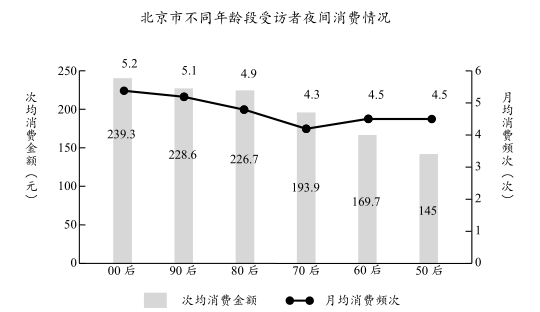 北京市不同年龄段受访者夜间消费情况
次均消费金额（元）
月均消费频次（次）
250
200
150
100
50
0
6
5
4
3
2
1
0
5.2
5.1
4.9
4.3
4.5
4.5
239.3
228.6
226.7
193.9
169.7
145
00后
90后
80后
70后
60后
50后
次均消费金额
月均消费频次